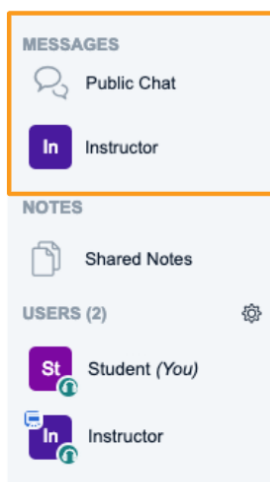 MESSAGES
Public Chat
In Instructor
NOTES
Shared Notes
USERS (2)
St Student (You)
In Instructor